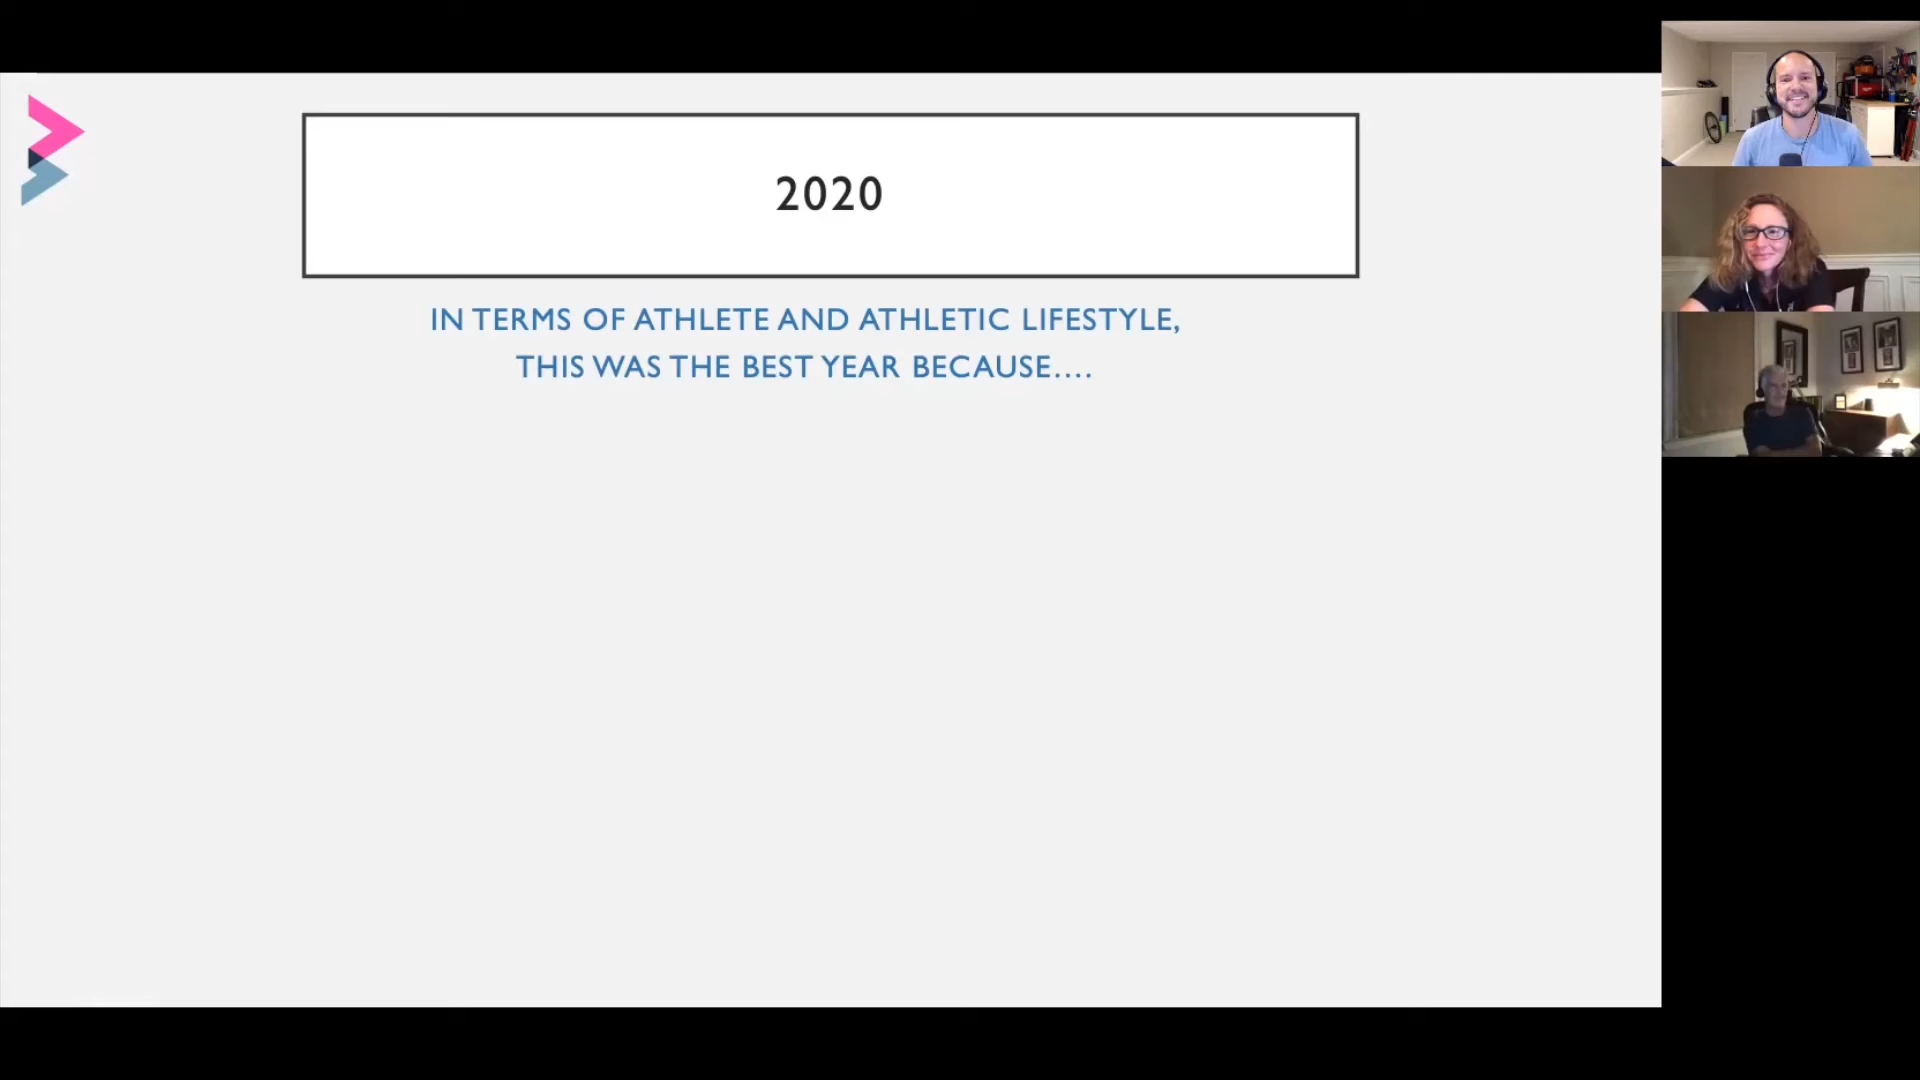 2020
IN TERMS OF ATHLETE AND ATHLETIC LIFESTYLE,
THIS WAS THE BEST YEAR BECAUSE....